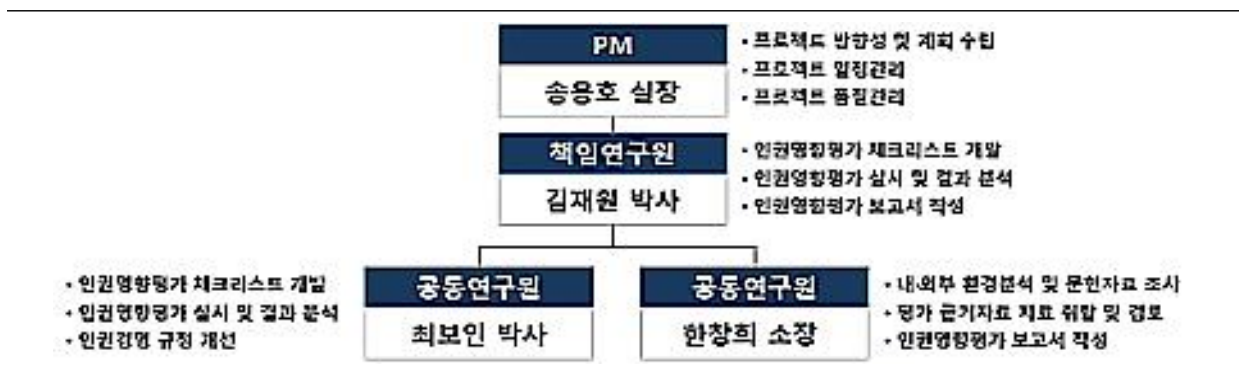 PM
송용호 실장
• 프로젝트 방향성 및 계획 수립
• 프로젝트 일정관리
• 프로젝트 품질관리
책임연구원
김재원 박사
• 인권영향평가 체크리스트 개발
• 인권영향평가 실시 및 결과 분석
• 인권영향평가 보고서 작성
• 인권영향평가 체크리스트 개발
• 인권영향평가 실시 및 결과 분석
• 인권경영 규정 개선
공동연구원
최보인 박사
공동연구원
한창희 소장
• 내·외부 환경분석 및 문헌자료 조사
• 평가 근거자료 자료 취합 및 검토
• 인권영향평가 보고서 작성